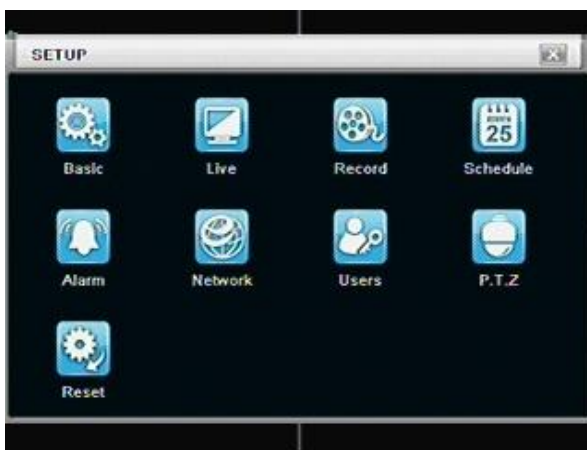 SETUP
25
Basic Live Record Schedule
Alarm Network Users P.T.Z
Reset